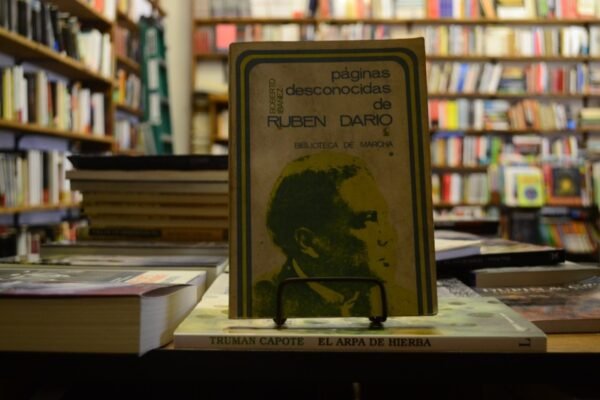 ROBERTO
IBAÑEZ
páginas
desconocidas
de
RUBEN DARIO
BIBLIOTECA DE MARCHA
TRUMAN CAPOTE EL ARPA DE HIERBA